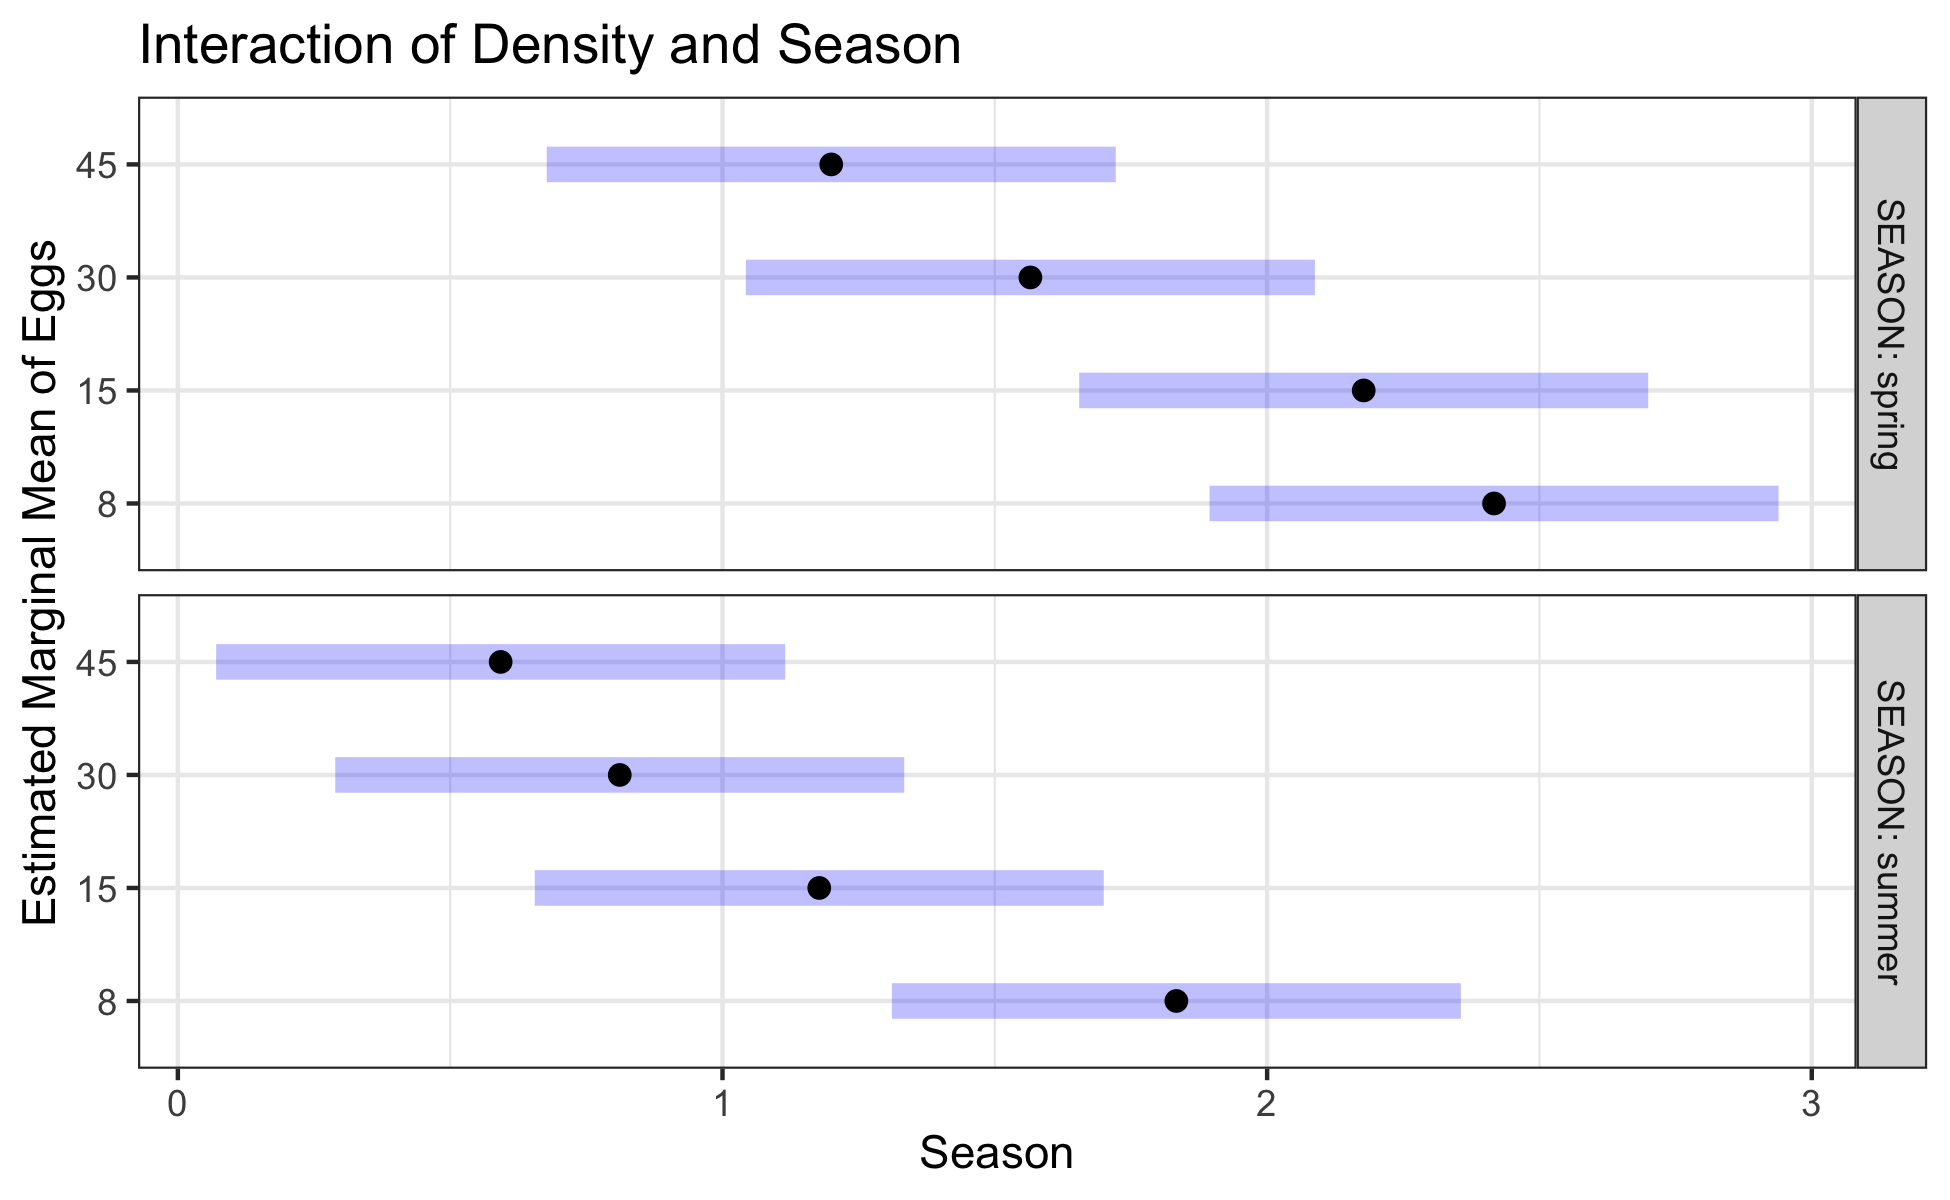 Interaction of Density and Season
Estimated Marginal Mean of Eggs
45
30
15
8
SEASON: spring
45
30
15
8
SEASON: summer
0 1 2 3
Season